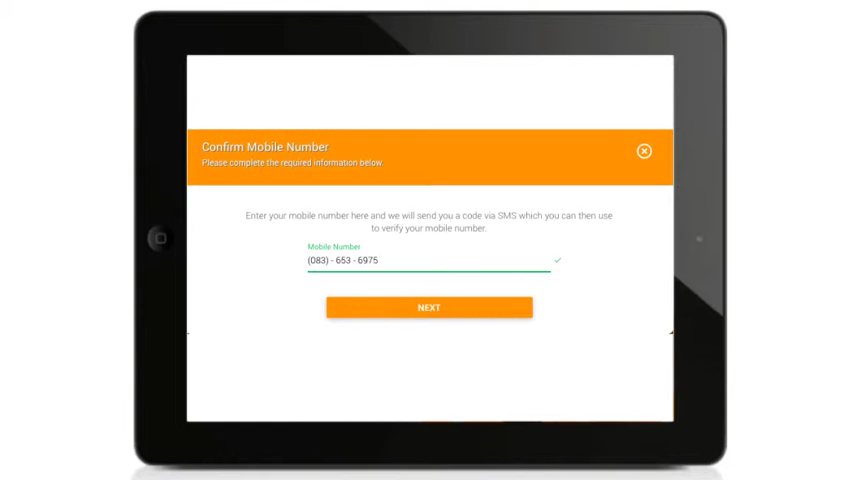 Confirm Mobile Number
Please complete the required information below.
Enter your mobile number here and we will send you a code via SMS which you can then use
to verify your mobile number.
Mobile Number
(083) - 653 - 6975
NEXT